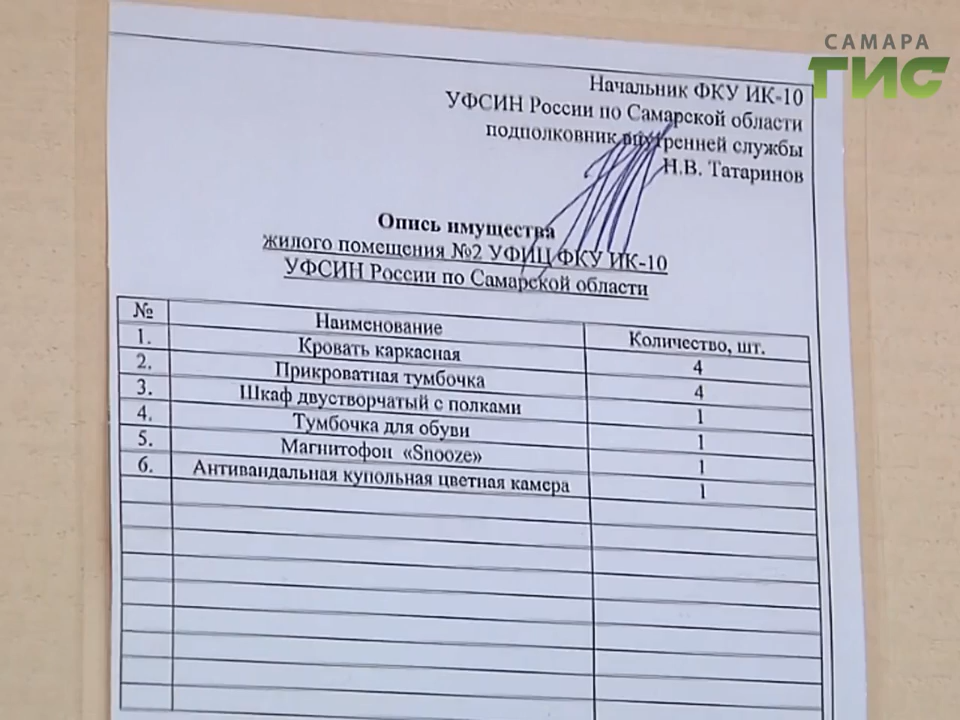 САМАРА
ГИС
Начальник ФКУ ИК-10
УФСИН России по Самарской области
подполковник внутренней службы
Н.В. Татаринов
Опись имущества
жилого помещения №2 УФИЦ ФКУ ИК-10
УФСИН России по Самарской области
№ Наименование Количество, шт.
1. Кровать каркасная 4
2. Прикроватная тумбочка 4
3. Шкаф двустворчатый с полками 1
4. Тумбочка для обуви 1
5. Магнитофон «Snooze» 1
6. Антивандальная купольная цветная камера 1